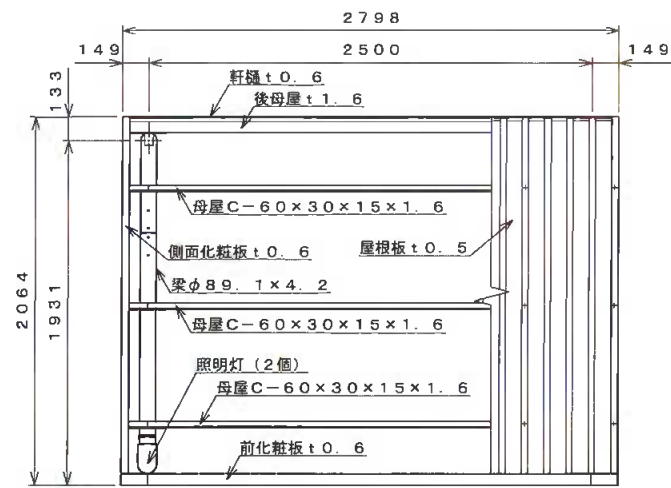 2798
149 2500 149
133
軒樋t0.6
後母屋t1.6
母屋C-60×30×15×1.6
側面化粧板t0.6
屋根板t0.5
梁φ89.1×4.2
2064
1931
母屋C-60×30×15×1.6
照明灯(2個)
母屋C-60×30×15×1.6
前化粧板t0.6